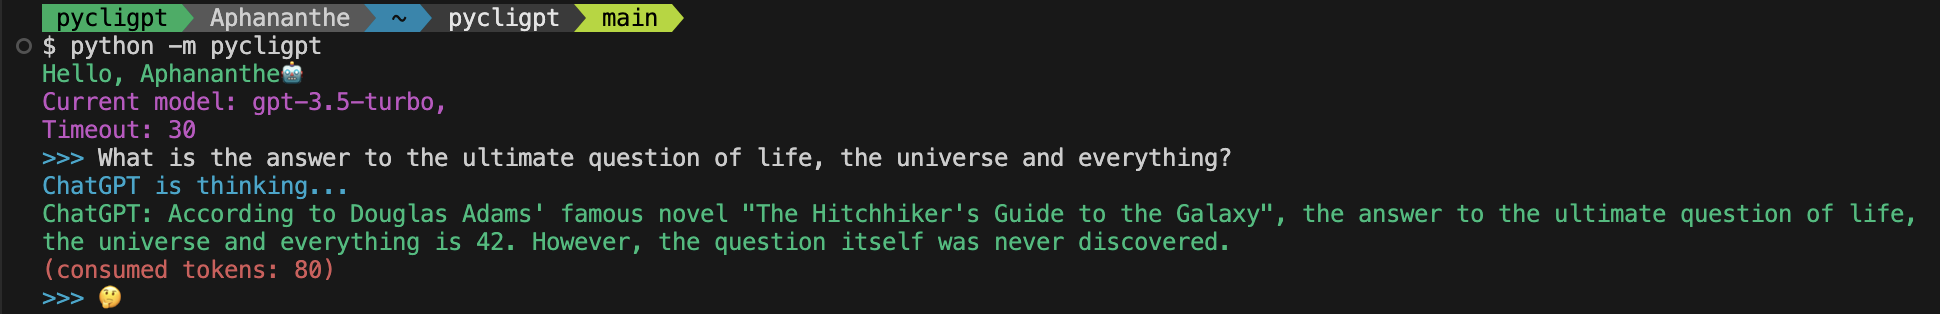 pycligpt Aphananthe ~ pycligpt main
$ python -m pycligpt
Hello, Aphananthe🤖
Current model: gpt-3.5-turbo,
Timeout: 30
>>> What is the answer to the ultimate question of life, the universe and everything?
ChatGPT is thinking...
ChatGPT: According to Douglas Adams' famous novel "The Hitchhiker's Guide to the Galaxy", the answer to the ultimate question of life,
the universe and everything is 42. However, the question itself was never discovered.
(consumed tokens: 80)
>>> 🤔